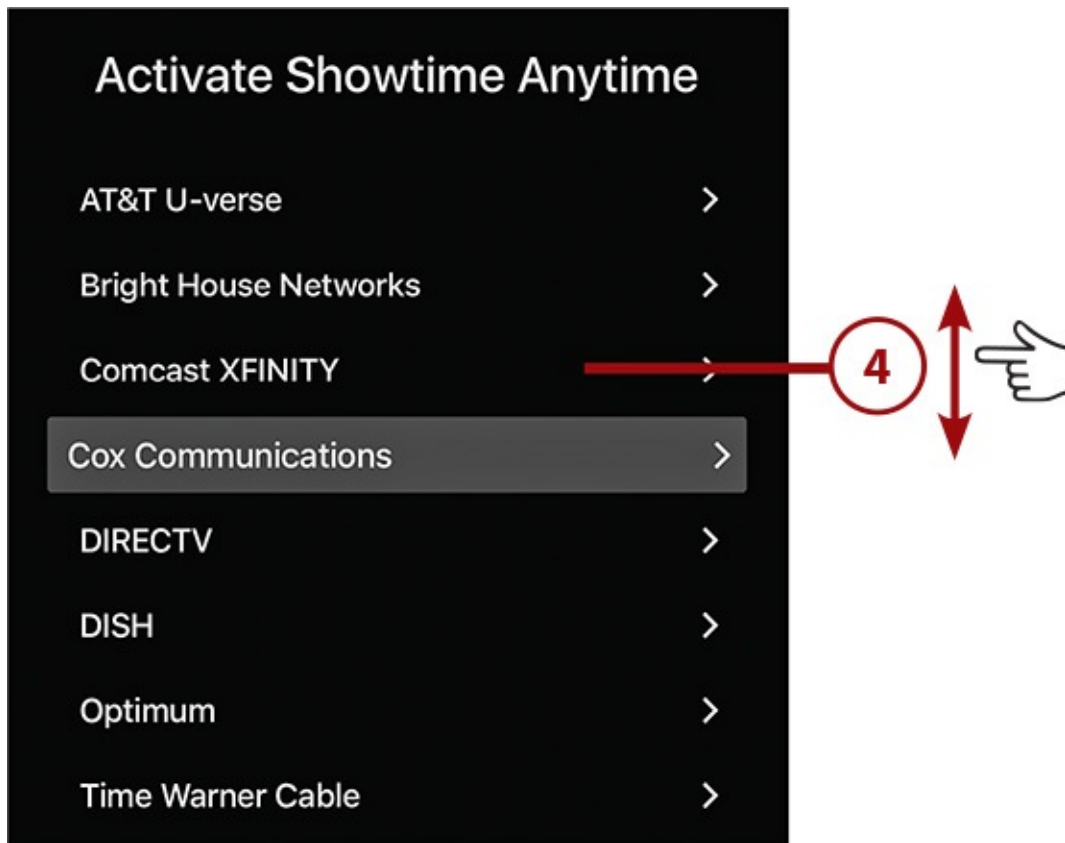 Activate Showtime Anytime
AT&T U-verse
Bright House Networks
Comcast XFINITY
4
Cox Communications
DIRECTV
DISH
Optimum
Time Warner Cable